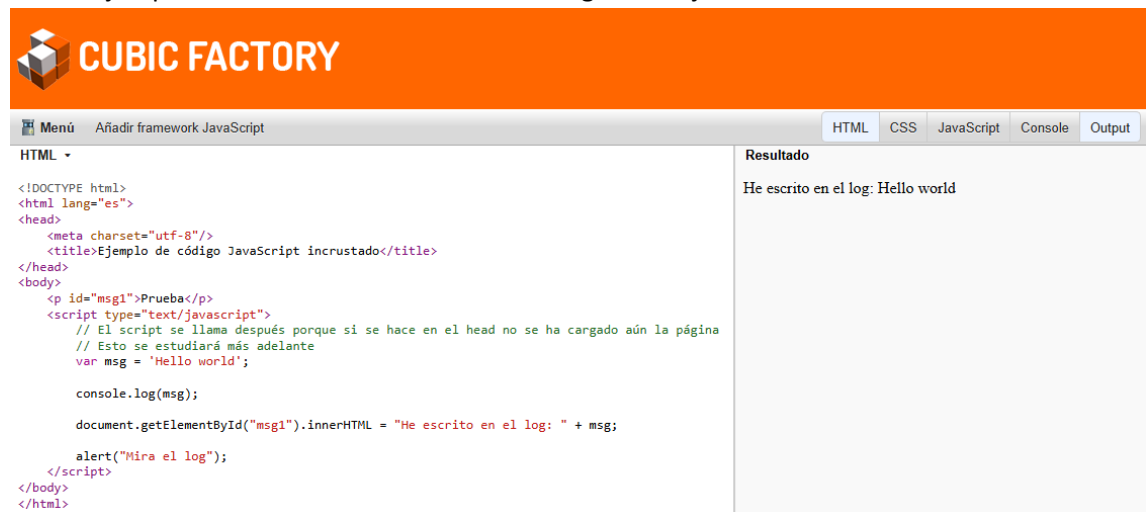 CUBIC FACTORY
Menú Añadir framework JavaScript HTML CSS JavaScript Console Output
HTML
<!DOCTYPE html>
<html lang="es">
<head>
    <meta charset="utf-8"/>
    <title>Ejemplo de código JavaScript incrustado</title>
</head>
<body>
    <p id="msg1">Prueba</p>
    <script type="text/javascript">
        // El script se llama después porque si se hace en el head no se ha cargado aún la página
        // Esto se estudiará más adelante
        var msg = 'Hello world';
        console.log(msg);
        document.getElementById("msg1").innerHTML = "He escrito en el log: " + msg;
        alert("Mira el log");
    </script>
</body>
</html>
Resultado
He escrito en el log: Hello world